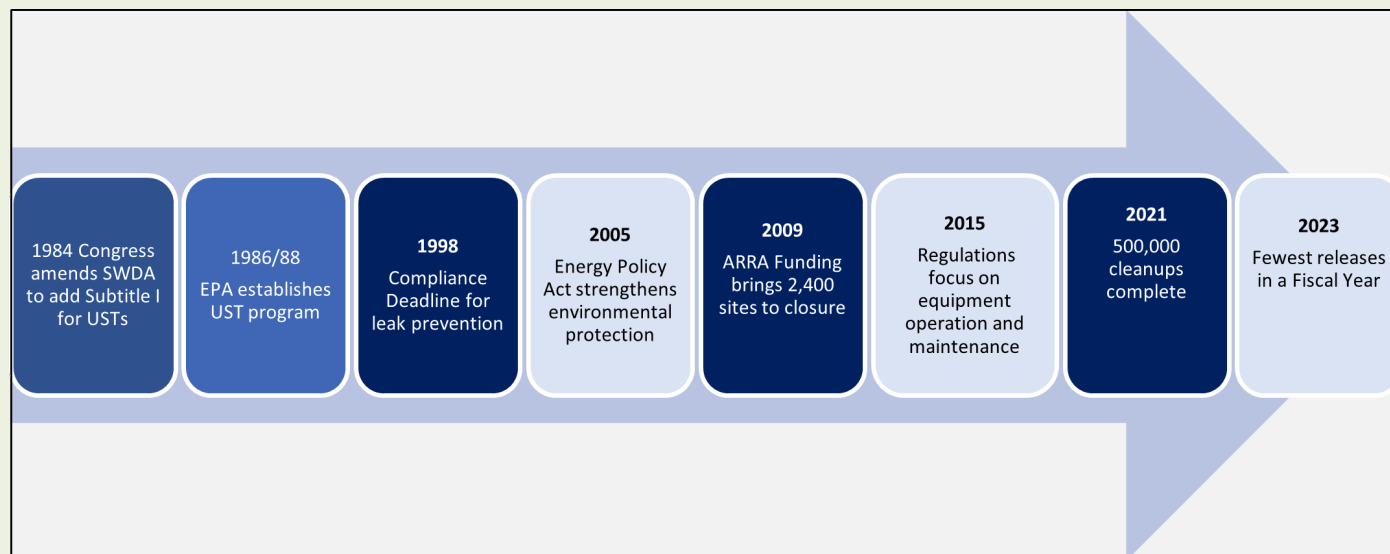 1984 Congress
amends SWDA
to add Subtitle I
for USTs
1986/88
EPA establishes
UST program
1998
Compliance
Deadline for
leak prevention
2005
Energy Policy
Act strengthens
environmental
protection
2009
ARRA Funding
brings 2,400
sites to closure
2015
Regulations
focus on
equipment
operation and
maintenance
2021
500,000
cleanups
complete
2023
Fewest releases
in a Fiscal Year